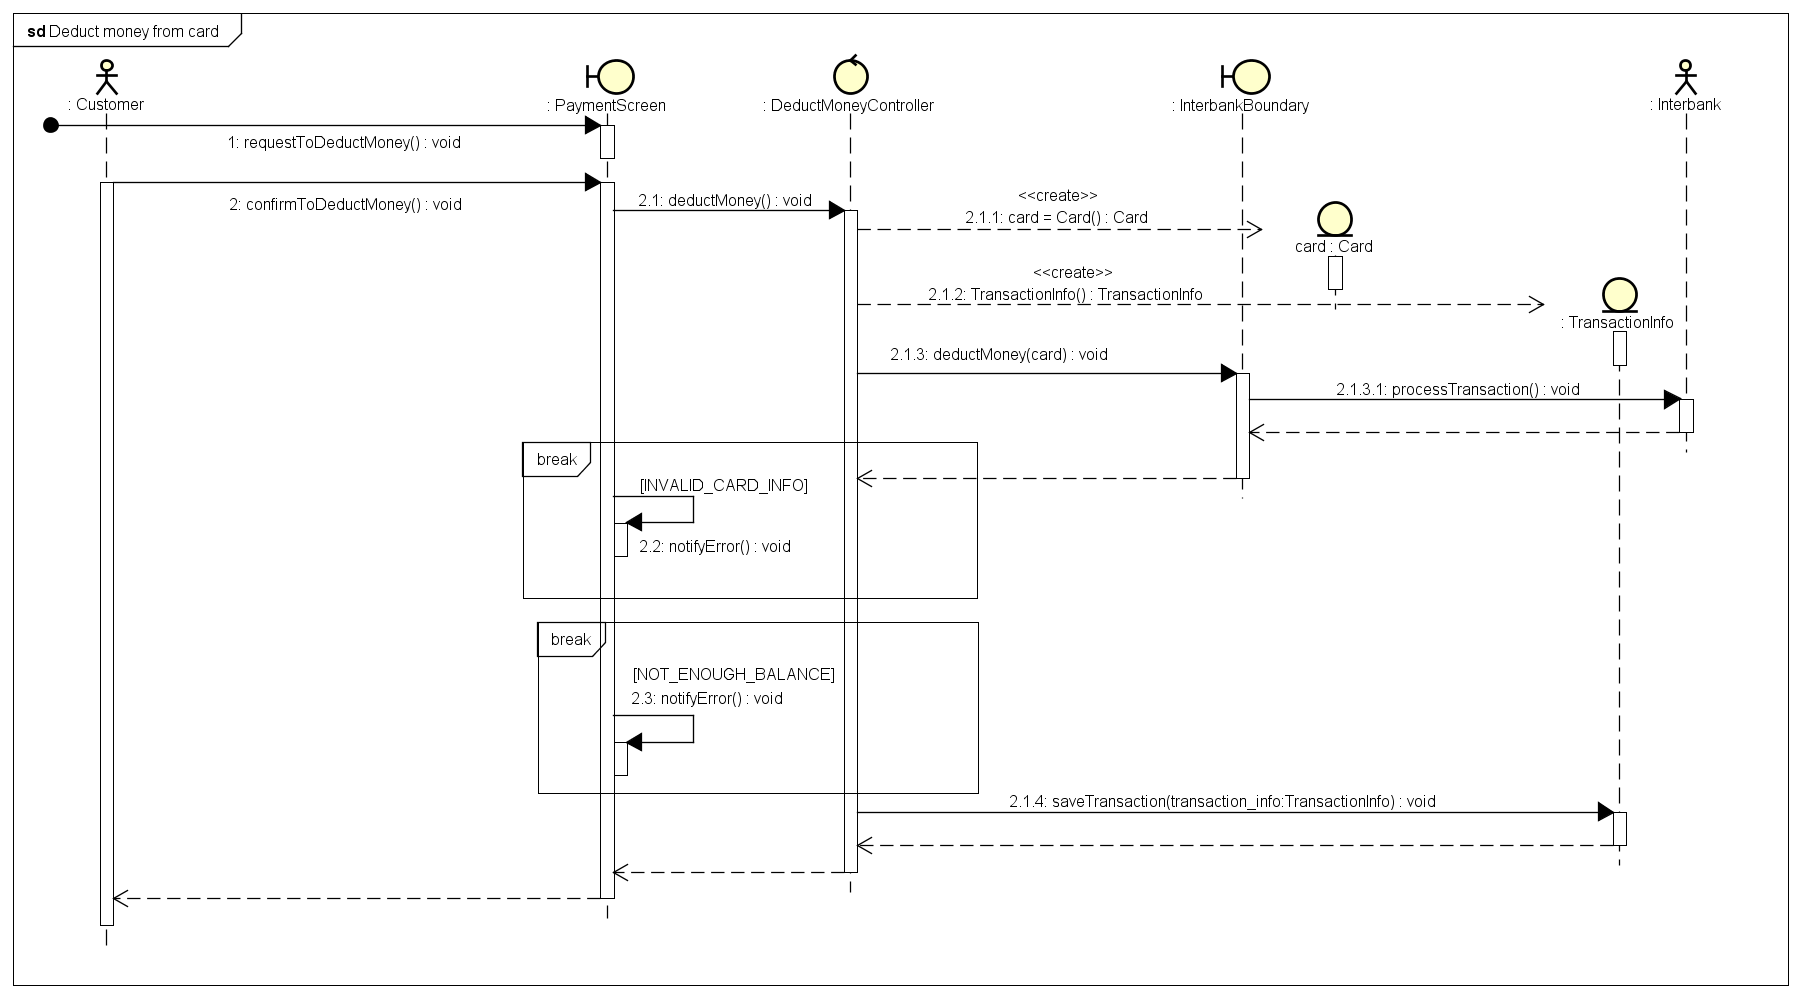 sd Deduct money from card
: Customer
: PaymentScreen
: DeductMoneyController
: InterbankBoundary
: Interbank
1: requestToDeductMoney() : void
2: confirmToDeductMoney() : void
2.1: deductMoney() : void
<<create>>
2.1.1: card = Card() : Card
card : Card
<<create>>
2.1.2: TransactionInfo() : TransactionInfo
: TransactionInfo
2.1.3: deductMoney(card) : void
2.1.3.1: processTransaction() : void
break
[INVALID_CARD_INFO]
2.2: notifyError() : void
break
[NOT_ENOUGH_BALANCE]
2.3: notifyError() : void
2.1.4: saveTransaction(transaction_info:TransactionInfo) : void